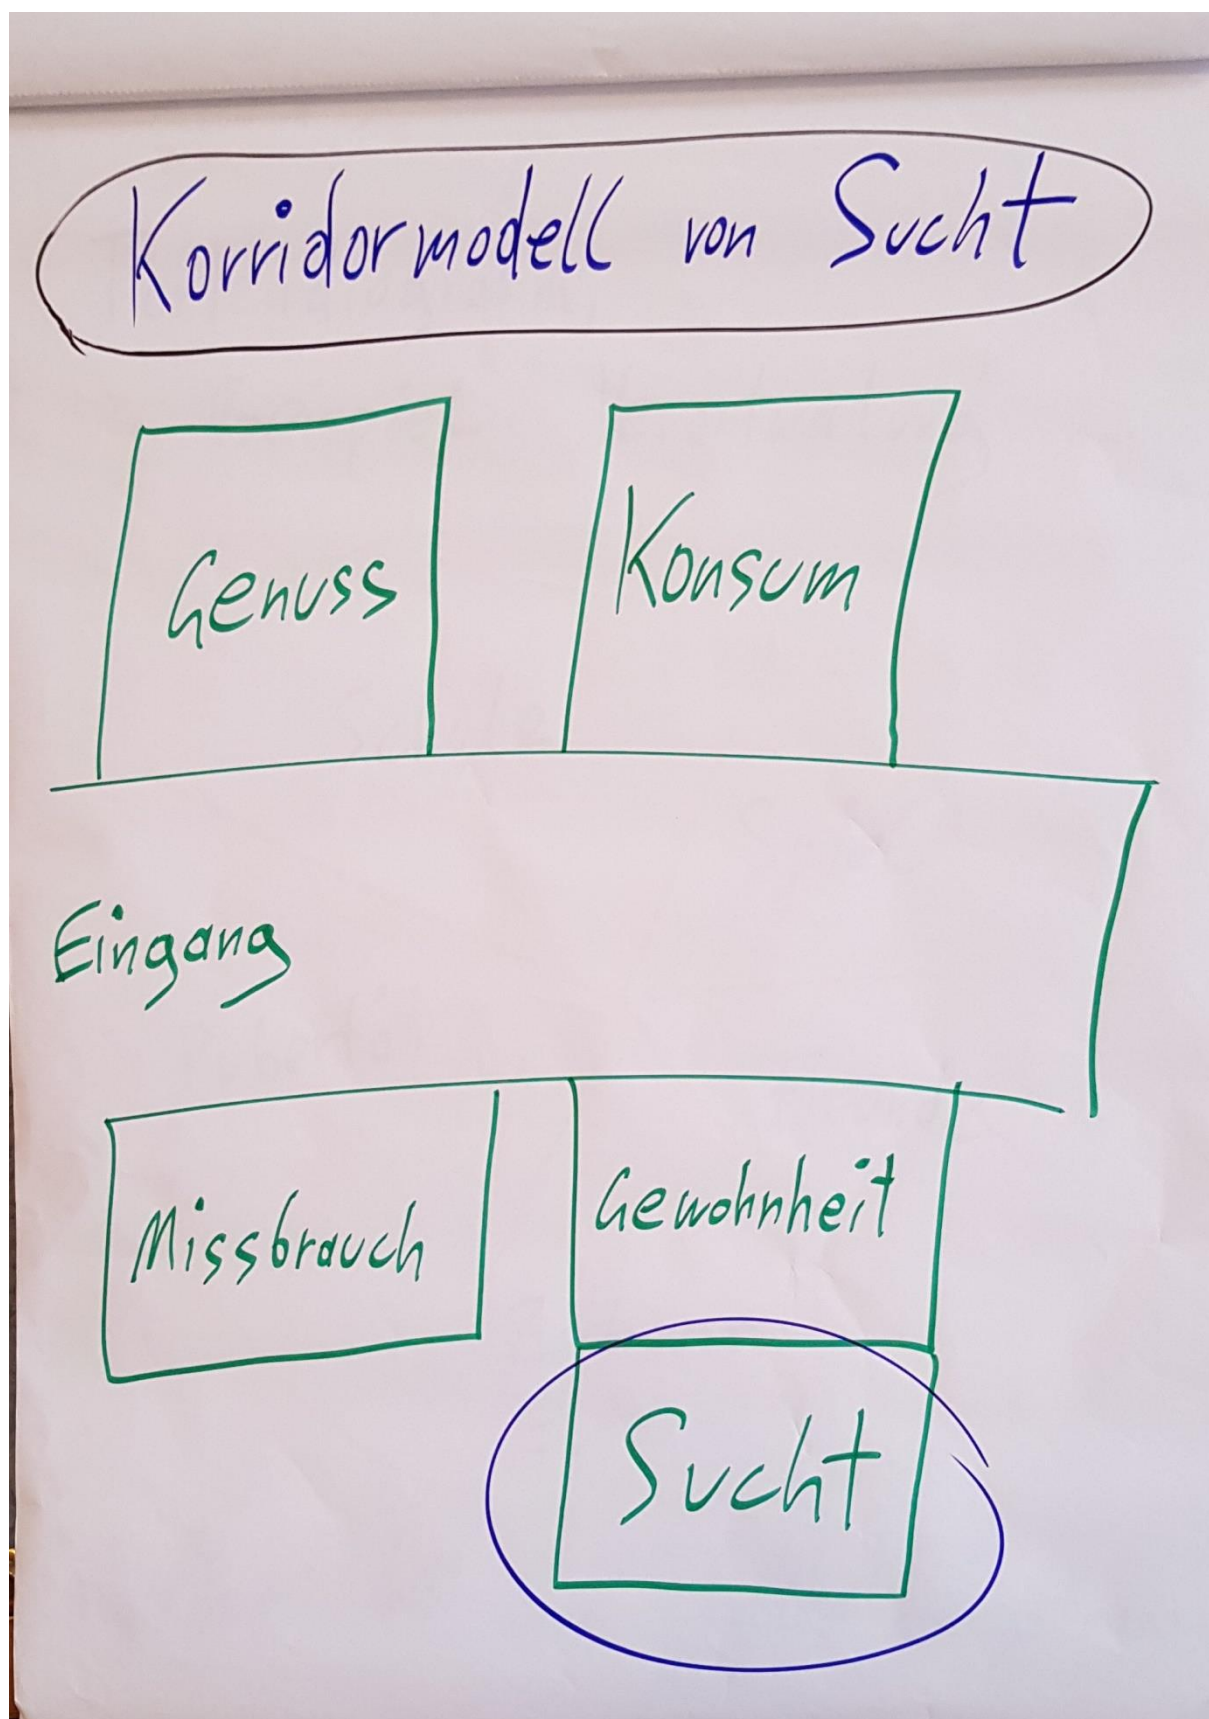 Korridormodell von Sucht
Genuss
Konsum
Eingang
Missbrauch
Gewohnheit
Sucht